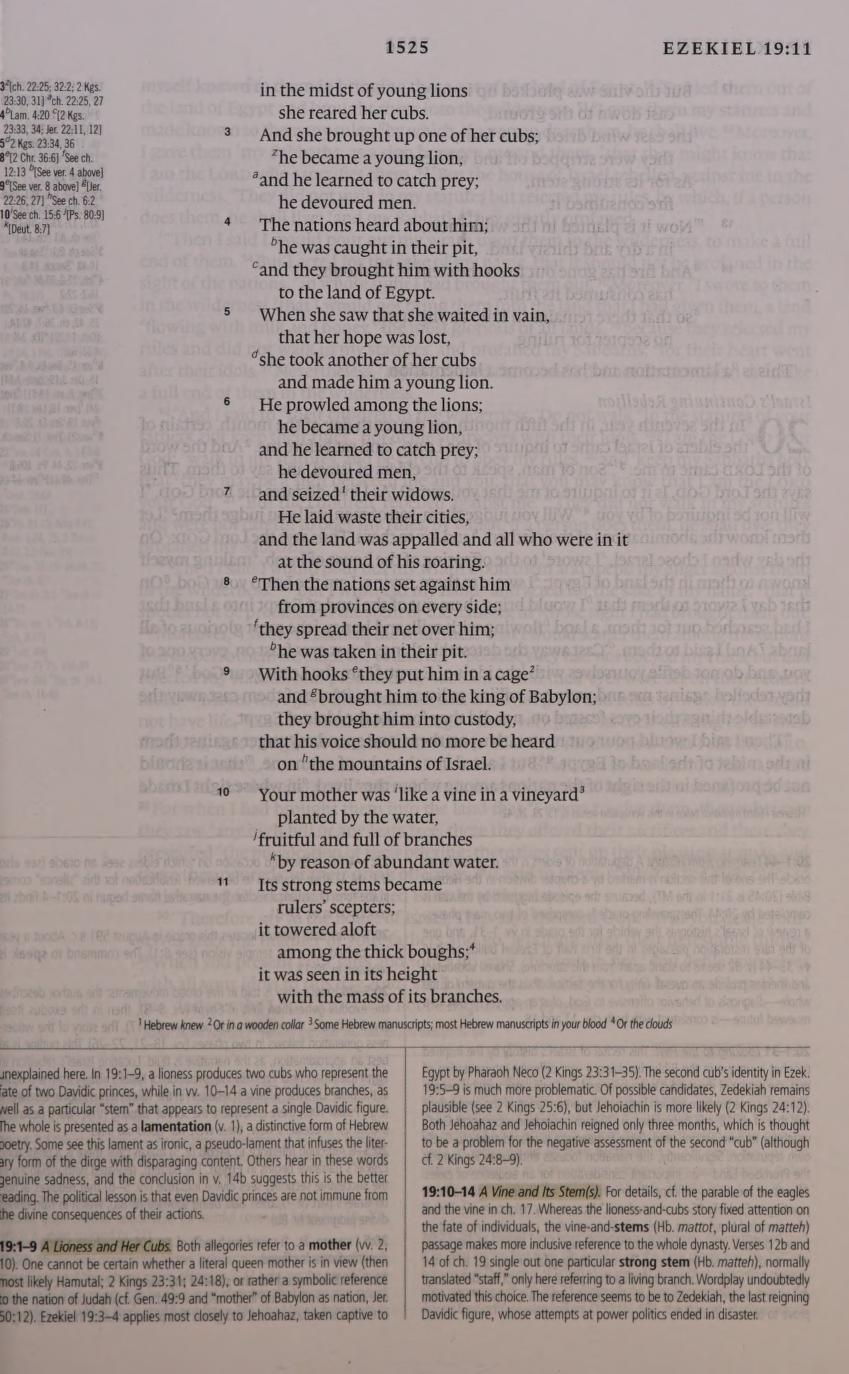 1525
EZEKIEL 19:11
3 z[ch. 22:25; 32:2; 2 Kgs.
23:30, 31] a ch. 22:25, 27
4 b Lam. 4:20 c [2 Kgs.
23:33, 34; Jer. 22:11, 12]
5 d 2 Kgs. 23:34, 36
8 e [2 Chr. 36:6] f See ch.
12:13 b [See ver. 4 above]
9 e [See ver. 8 above] g [Jer.
22:26, 27] h See ch. 6:2
10 i See ch. 15:6 j [Ps. 80:9]
k [Deut. 8:7]
in the midst of young lions
she reared her cubs.
3 And she brought up one of her cubs;
z he became a young lion,
a and he learned to catch prey;
he devoured men.
4 The nations heard about him;
b he was caught in their pit,
c and they brought him with hooks
to the land of Egypt.
5 When she saw that she waited in vain,
that her hope was lost,
d she took another of her cubs
and made him a young lion.
6 He prowled among the lions;
he became a young lion,
and he learned to catch prey;
he devoured men,
7 and seized¹ their widows.
He laid waste their cities,
and the land was appalled and all who were in it
at the sound of his roaring.
8 e Then the nations set against him
from provinces on every side;
f they spread their net over him;
b he was taken in their pit.
9 With hooks e they put him in a cage²
and g brought him to the king of Babylon;
they brought him into custody,
that his voice should no more be heard
on h the mountains of Israel.
10 Your mother was i like a vine in a vineyard³
planted by the water,
j fruitful and full of branches
k by reason of abundant water.
11 Its strong stems became
rulers’ scepters;
it towered aloft
among the thick boughs;⁴
it was seen in its height
with the mass of its branches.
¹ Hebrew knew ² Or in a wooden collar ³ Some Hebrew manuscripts; most Hebrew manuscripts in your blood ⁴ Or the clouds
unexplained here. In 19:1–9, a lioness produces two cubs who represent the
fate of two Davidic princes, while in vv. 10–14 a vine produces branches, as
well as a particular “stem” that appears to represent a single Davidic figure.
The whole is presented as a lamentation (v. 1), a distinctive form of Hebrew
poetry. Some see this lament as ironic, a pseudo-lament that infuses the liter-
ary form of the dirge with disparaging content. Others hear in these words
genuine sadness, and the conclusion in v. 14b suggests this is the better
reading. The political lesson is that even Davidic princes are not immune from
the divine consequences of their actions.
19:1–9 A Lioness and Her Cubs. Both allegories refer to a mother (vv. 2,
10). One cannot be certain whether a literal queen mother is in view (then
most likely Hamutal; 2 Kings 23:31; 24:18), or rather a symbolic reference
to the nation of Judah (cf. Gen. 49:9 and “mother” of Babylon as nation, Jer.
50:12). Ezekiel 19:3–4 applies most closely to Jehoahaz, taken captive to
Egypt by Pharaoh Neco (2 Kings 23:31–35). The second cub’s identity in Ezek.
19:5–9 is much more problematic. Of possible candidates, Zedekiah remains
plausible (see 2 Kings 25:6), but Jehoiachin is more likely (2 Kings 24:12).
Both Jehoahaz and Jehoiachin reigned only three months, which is thought
to be a problem for the negative assessment of the second “cub” (although
cf. 2 Kings 24:8–9).
19:10–14 A Vine and Its Stem(s). For details, cf. the parable of the eagles
and the vine in ch. 17. Whereas the lioness-and-cubs story fixed attention on
the fate of individuals, the vine-and-stems (Hb. mattot, plural of matteh)
passage makes more inclusive reference to the whole dynasty. Verses 12b and
14 of ch. 19 single out one particular strong stem (Hb. matteh), normally
translated “staff,” only here referring to a living branch. Wordplay undoubtedly
motivated this choice. The reference seems to be to Zedekiah, the last reigning
Davidic figure, whose attempts at power politics ended in disaster.